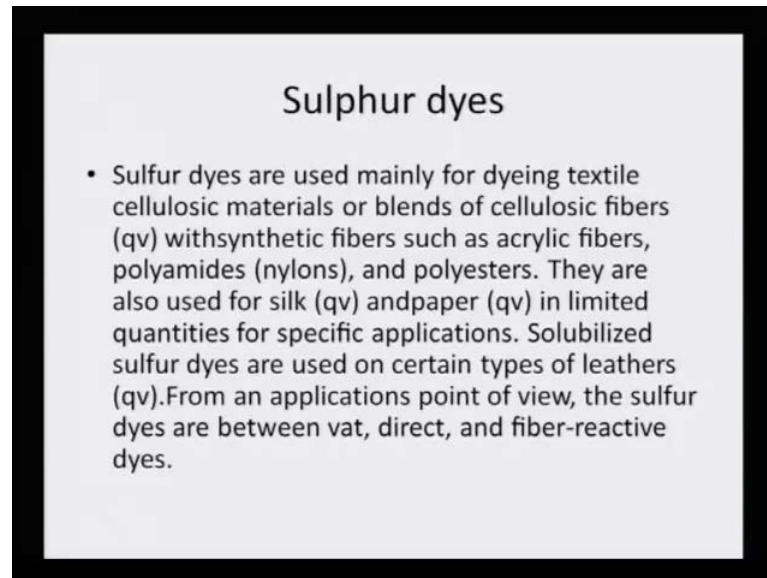 Sulphur dyes
• Sulfur dyes are used mainly for dyeing textile
cellulosic materials or blends of cellulosic fibers
(qv) withsynthetic fibers such as acrylic fibers,
polyamides (nylons), and polyesters. They are
also used for silk (qv) andpaper (qv) in limited
quantities for specific applications. Solubilized
sulfur dyes are used on certain types of leathers
(qv).From an applications point of view, the sulfur
dyes are between vat, direct, and fiber-reactive
dyes.